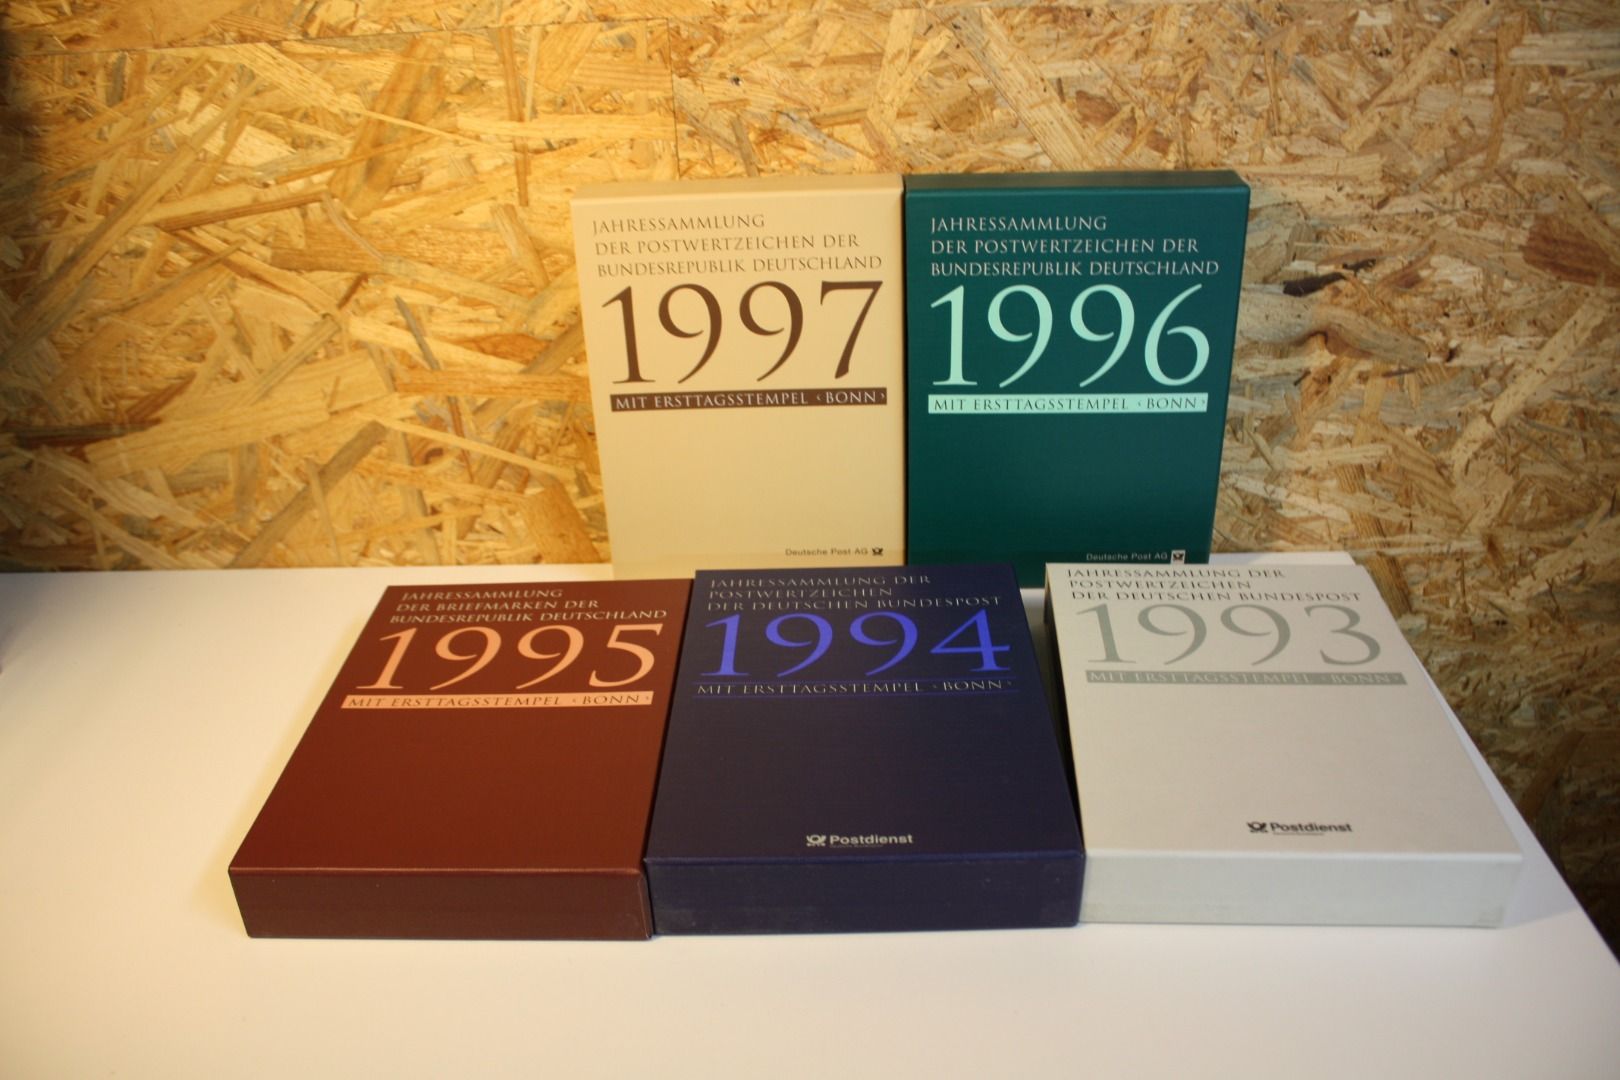 JAHRESSAMMLUNG
DER POSTWERTZEICHEN DER
BUNDESREPUBLIK DEUTSCHLAND
1997
MIT ERSTTAGSSTEMPEL ‹BONN›
Deutsche Post AG
JAHRESSAMMLUNG
DER POSTWERTZEICHEN DER
BUNDESREPUBLIK DEUTSCHLAND
1996
MIT ERSTTAGSSTEMPEL ‹BONN›
Deutsche Post AG
JAHRESSAMMLUNG
DER BRIEFMARKEN DER
BUNDESREPUBLIK DEUTSCHLAND
1995
MIT ERSTTAGSSTEMPEL ‹BONN›
JAHRESSAMMLUNG DER
POSTWERTZEICHEN
DER DEUTSCHEN BUNDESPOST
1994
MIT ERSTTAGSSTEMPEL ‹BONN›
Postdienst
JAHRESSAMMLUNG DER
POSTWERTZEICHEN
DER DEUTSCHEN BUNDESPOST
1993
MIT ERSTTAGSSTEMPEL ‹BONN›
Postdienst